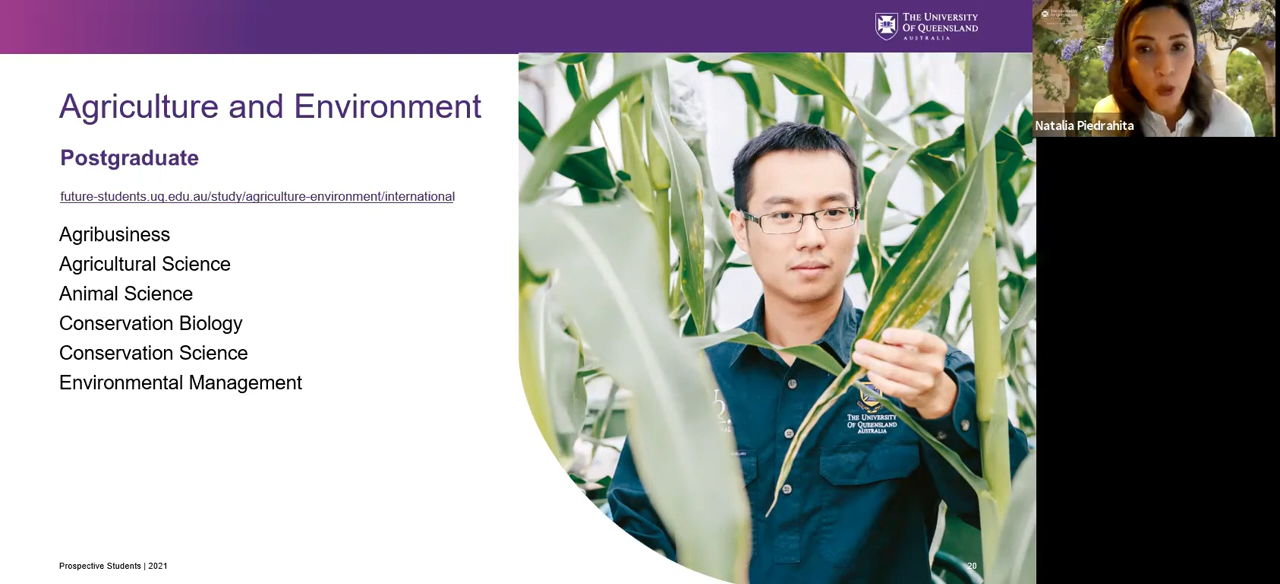 THE UNIVERSITY
OF QUEENSLAND
AUSTRALIA
Agriculture and Environment
Postgraduate
future-students.uq.edu.au/study/agriculture-environment/international
Agribusiness
Agricultural Science
Animal Science
Conservation Biology
Conservation Science
Environmental Management
THE UNIVERSITY
OF QUEENSLAND
AUSTRALIA
Prospective Students | 2021
20
Natalia Piedrahita